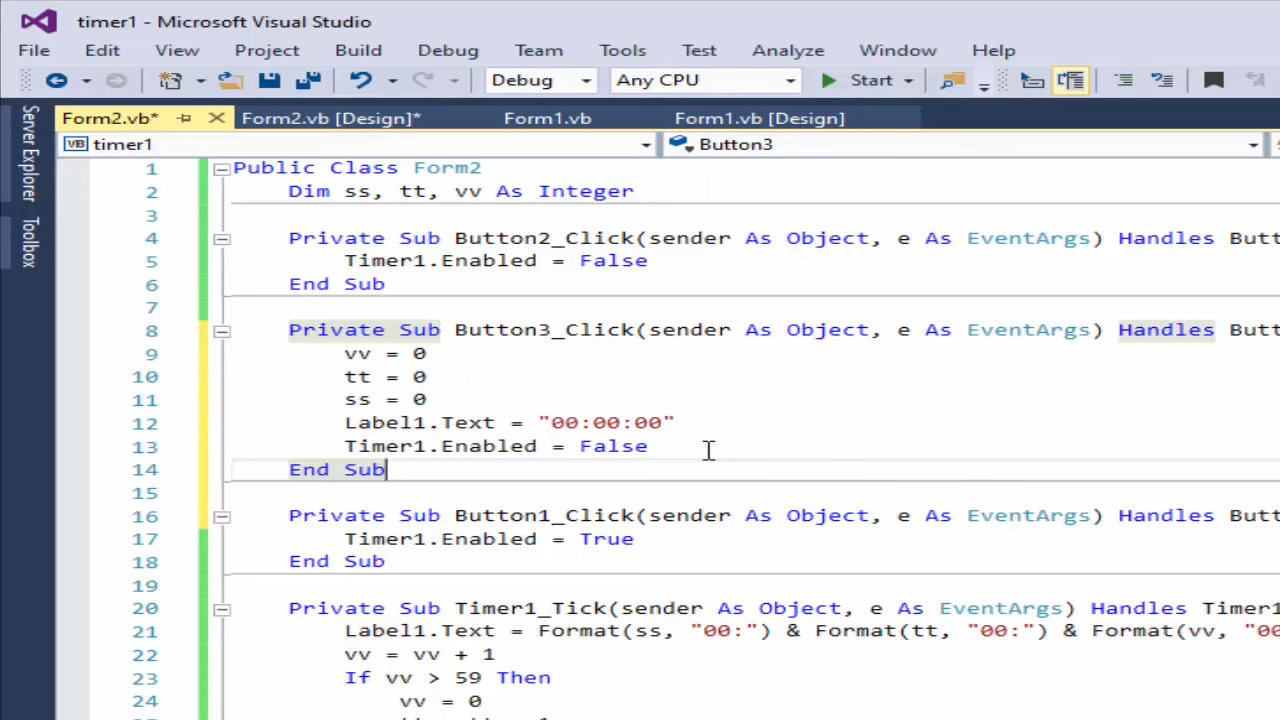 timer1 - Microsoft Visual Studio
File Edit View Project Build Debug Team Tools Test Analyze Window Help
Debug Any CPU Start
Server Explorer
Toolbox
Form2.vb* Form2.vb [Design]* Form1.vb Form1.vb [Design]
VB timer1 Button3
1 Public Class Form2
2 Dim ss, tt, vv As Integer
3
4 Private Sub Button2_Click(sender As Object, e As EventArgs) Handles Butt
5 Timer1.Enabled = False
6 End Sub
7
8 Private Sub Button3_Click(sender As Object, e As EventArgs) Handles Butt
9 vv = 0
10 tt = 0
11 ss = 0
12 Label1.Text = "00:00:00"
13 Timer1.Enabled = False
14 End Sub
15
16 Private Sub Button1_Click(sender As Object, e As EventArgs) Handles Butt
17 Timer1.Enabled = True
18 End Sub
19
20 Private Sub Timer1_Tick(sender As Object, e As EventArgs) Handles Timer1
21 Label1.Text = Format(ss, "00:") & Format(tt, "00:") & Format(vv, "00
22 vv = vv + 1
23 If vv > 59 Then
24 vv = 0